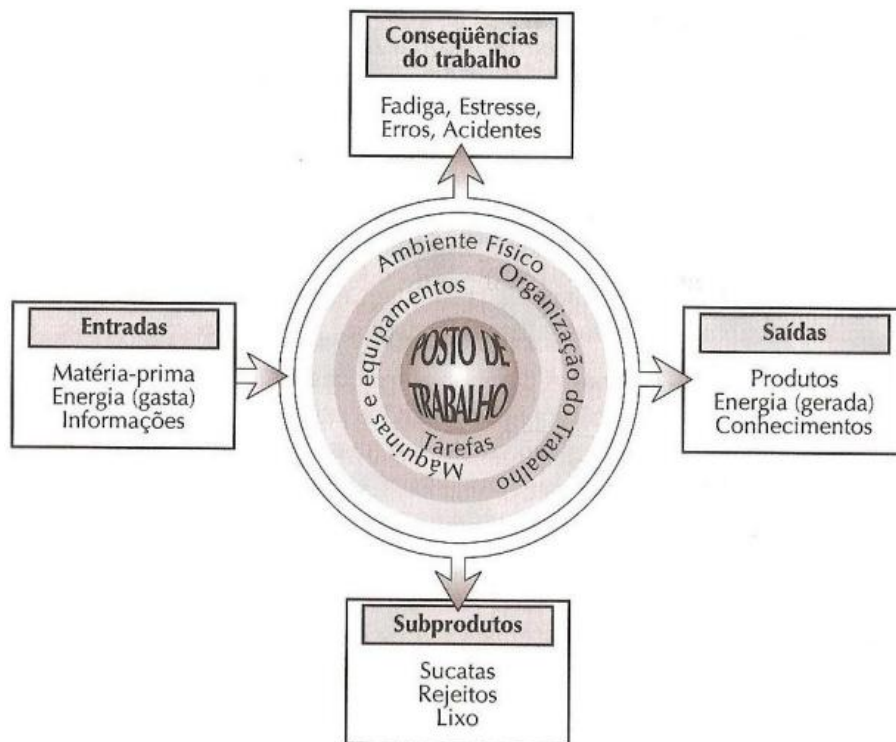 Conseqüências
do trabalho
Fadiga, Estresse,
Erros, Acidentes
Entradas
Matéria-prima
Energia (gasta)
Informações
Ambiente Físico
Organização do Trabalho
Máquinas e equipamentos
Tarefas
POSTO DE
TRABALHO
Saídas
Produtos
Energia (gerada)
Conhecimentos
Subprodutos
Sucatas
Rejeitos
Lixo